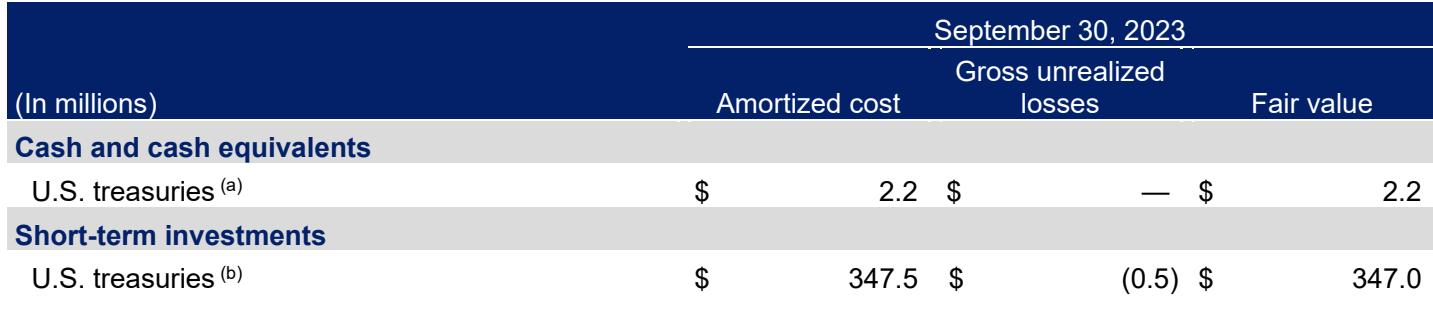 September 30, 2023
(In millions) Amortized cost Gross unrealized losses Fair value
Cash and cash equivalents
U.S. treasuries (a) $ 2.2 $ — $ 2.2
Short-term investments
U.S. treasuries (b) $ 347.5 $ (0.5) $ 347.0